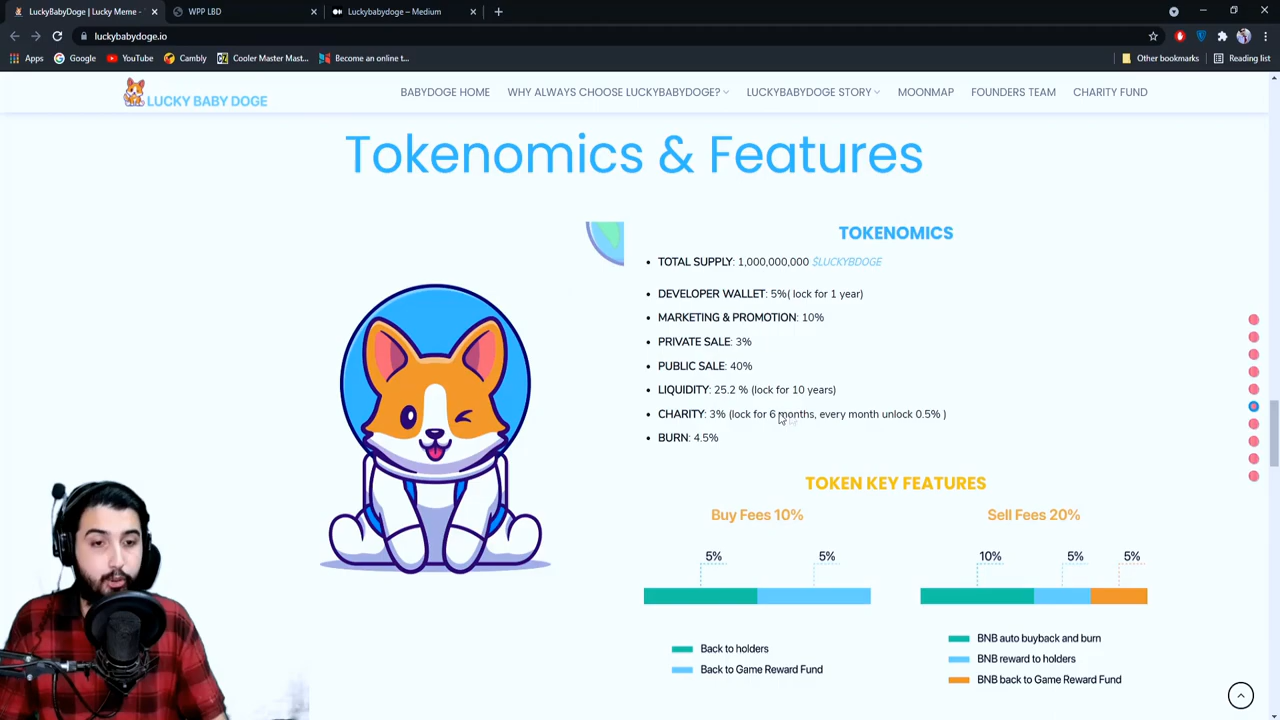 LuckyBabyDoge | Lucky Meme -
WPP LBD
Luckybabydoge – Medium
luckybabydoge.io
Apps
Google
YouTube
Cambly
Cooler Master Mast...
Become an online t...
Other bookmarks
Reading list
LUCKY BABY DOGE
BABYDOGE HOME
WHY ALWAYS CHOOSE LUCKYBABYDOGE?
LUCKYBABYDOGE STORY
MOONMAP
FOUNDERS TEAM
CHARITY FUND
Tokenomics & Features
TOKENOMICS
TOTAL SUPPLY: 1,000,000,000 $LUCKYBDOGE
DEVELOPER WALLET: 5%( lock for 1 year)
MARKETING & PROMOTION: 10%
PRIVATE SALE: 3%
PUBLIC SALE: 40%
LIQUIDITY: 25.2 % (lock for 10 years)
CHARITY: 3% (lock for 6 months, every month unlock 0.5% )
BURN: 4.5%
TOKEN KEY FEATURES
Buy Fees 10%
5%
5%
Back to holders
Back to Game Reward Fund
Sell Fees 20%
10%
5%
5%
BNB auto buyback and burn
BNB reward to holders
BNB back to Game Reward Fund